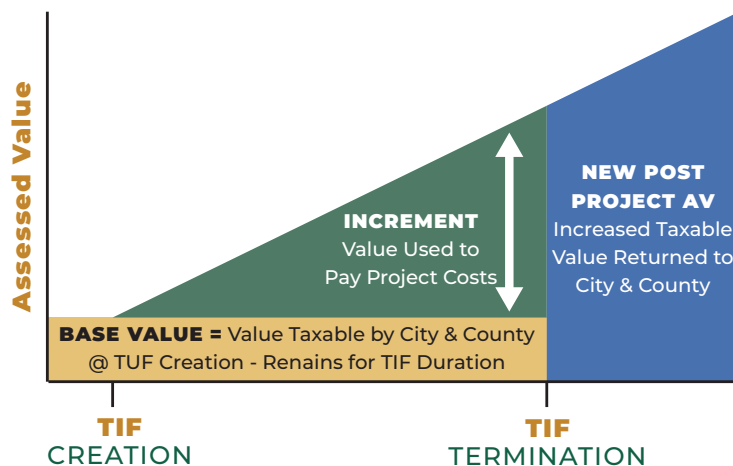 Assessed Value
INCREMENT
Value Used to
Pay Project Costs
NEW POST
PROJECT AV
Increased Taxable
Value Returned to
City & County
BASE VALUE = Value Taxable by City & County
@ TUF Creation - Renains for TIF Duration
TIF
CREATION
TIF
TERMINATION